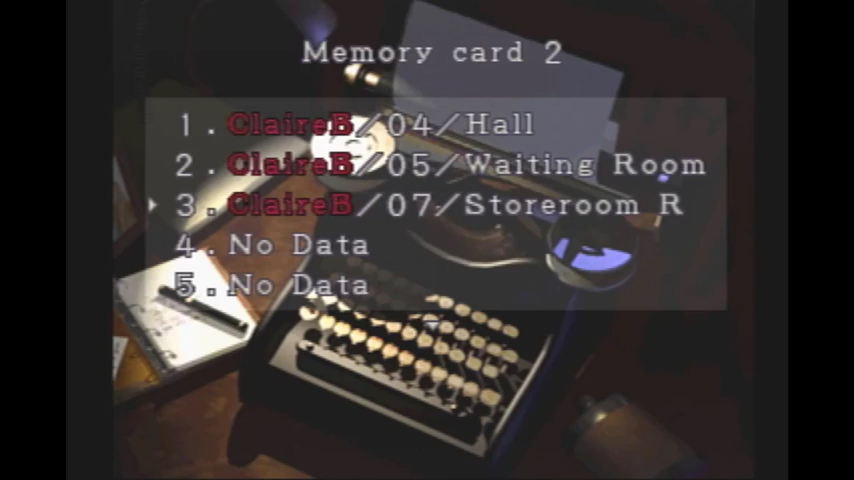 Memory card 2
1. ClaireB/04/Hall
2. ClaireB/05/Waiting Room
3. ClaireB/07/Storeroom R
4. No Data
5. No Data